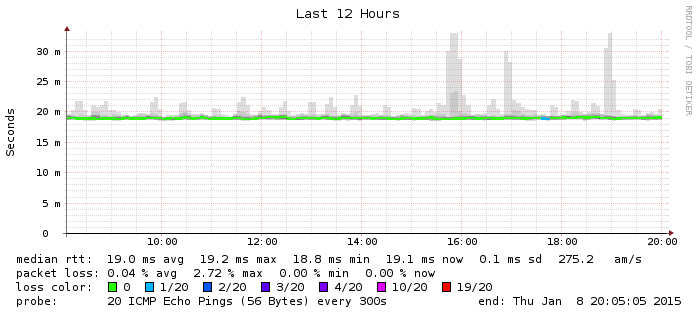 Last 12 Hours
RRDTOOL / TOBI OETIKER
Seconds
30 m
25 m
20 m
15 m
10 m
5 m
0
10:00 12:00 14:00 16:00 18:00 20:00
median rtt: 19.0 ms avg 19.2 ms max 18.8 ms min 19.1 ms now 0.1 ms sd 275.2 am/s
packet loss: 0.04 % avg 2.72 % max 0.00 % min 0.00 % now
loss color: 0 1/20 2/20 3/20 4/20 10/20 19/20
probe: 20 ICMP Echo Pings (56 Bytes) every 300s end: Thu Jan 8 20:05:05 2015